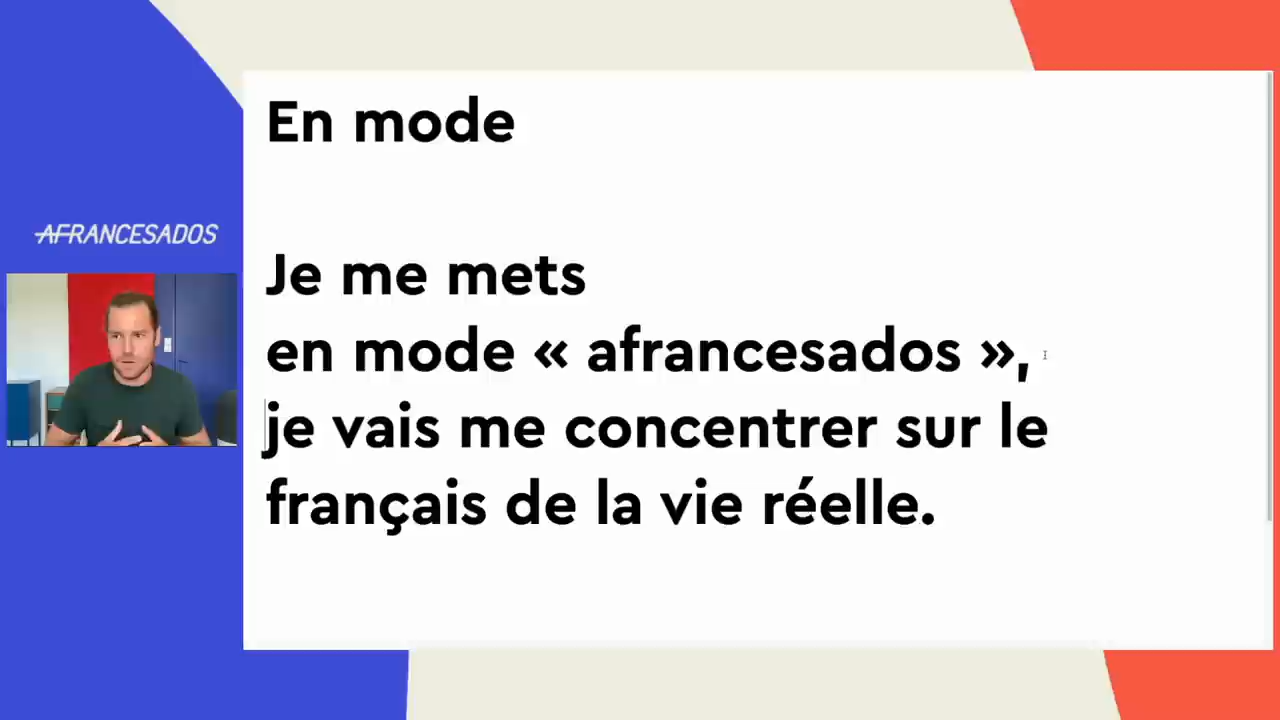 En mode
AFRANCESADOS
Je me mets
en mode « afrancesados »,
je vais me concentrer sur le
français de la vie réelle.